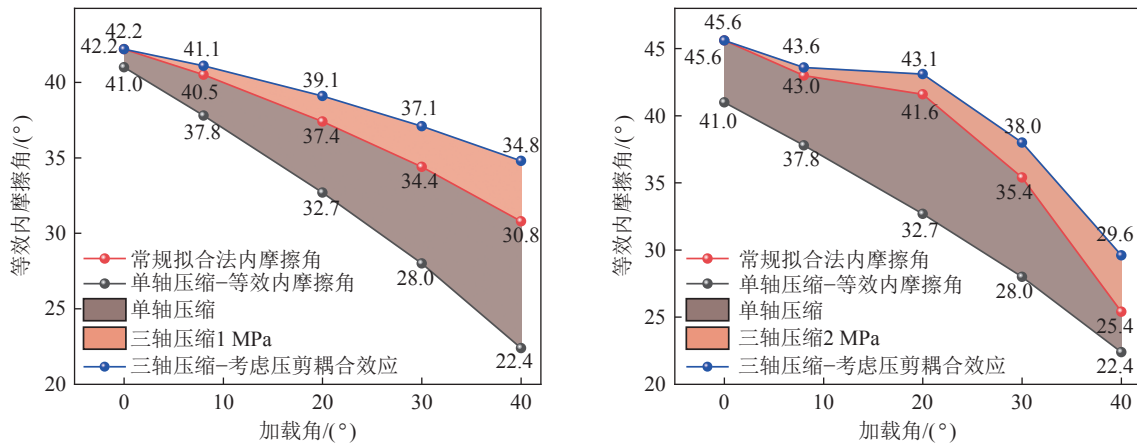 42.2
42.2
41.1
41.0
40.5
39.1
37.8
37.4
37.1
34.8
34.4
32.7
30.8
28.0
22.4
40
35
30
25
20
等效内摩擦角/(°)
常规拟合法内摩擦角
单轴压缩-等效内摩擦角
单轴压缩
三轴压缩1 MPa
三轴压缩-考虑压剪耦合效应
0 10 20 30 40
加载角/(°)
45.6
45.6
43.6
43.1
43.0
41.6
41.0
38.0
37.8
35.4
32.7
29.6
28.0
25.4
22.4
45
40
35
30
25
20
等效内摩擦角/(°)
常规拟合法内摩擦角
单轴压缩-等效内摩擦角
单轴压缩
三轴压缩2 MPa
三轴压缩-考虑压剪耦合效应
0 10 20 30 40
加载角/(°)